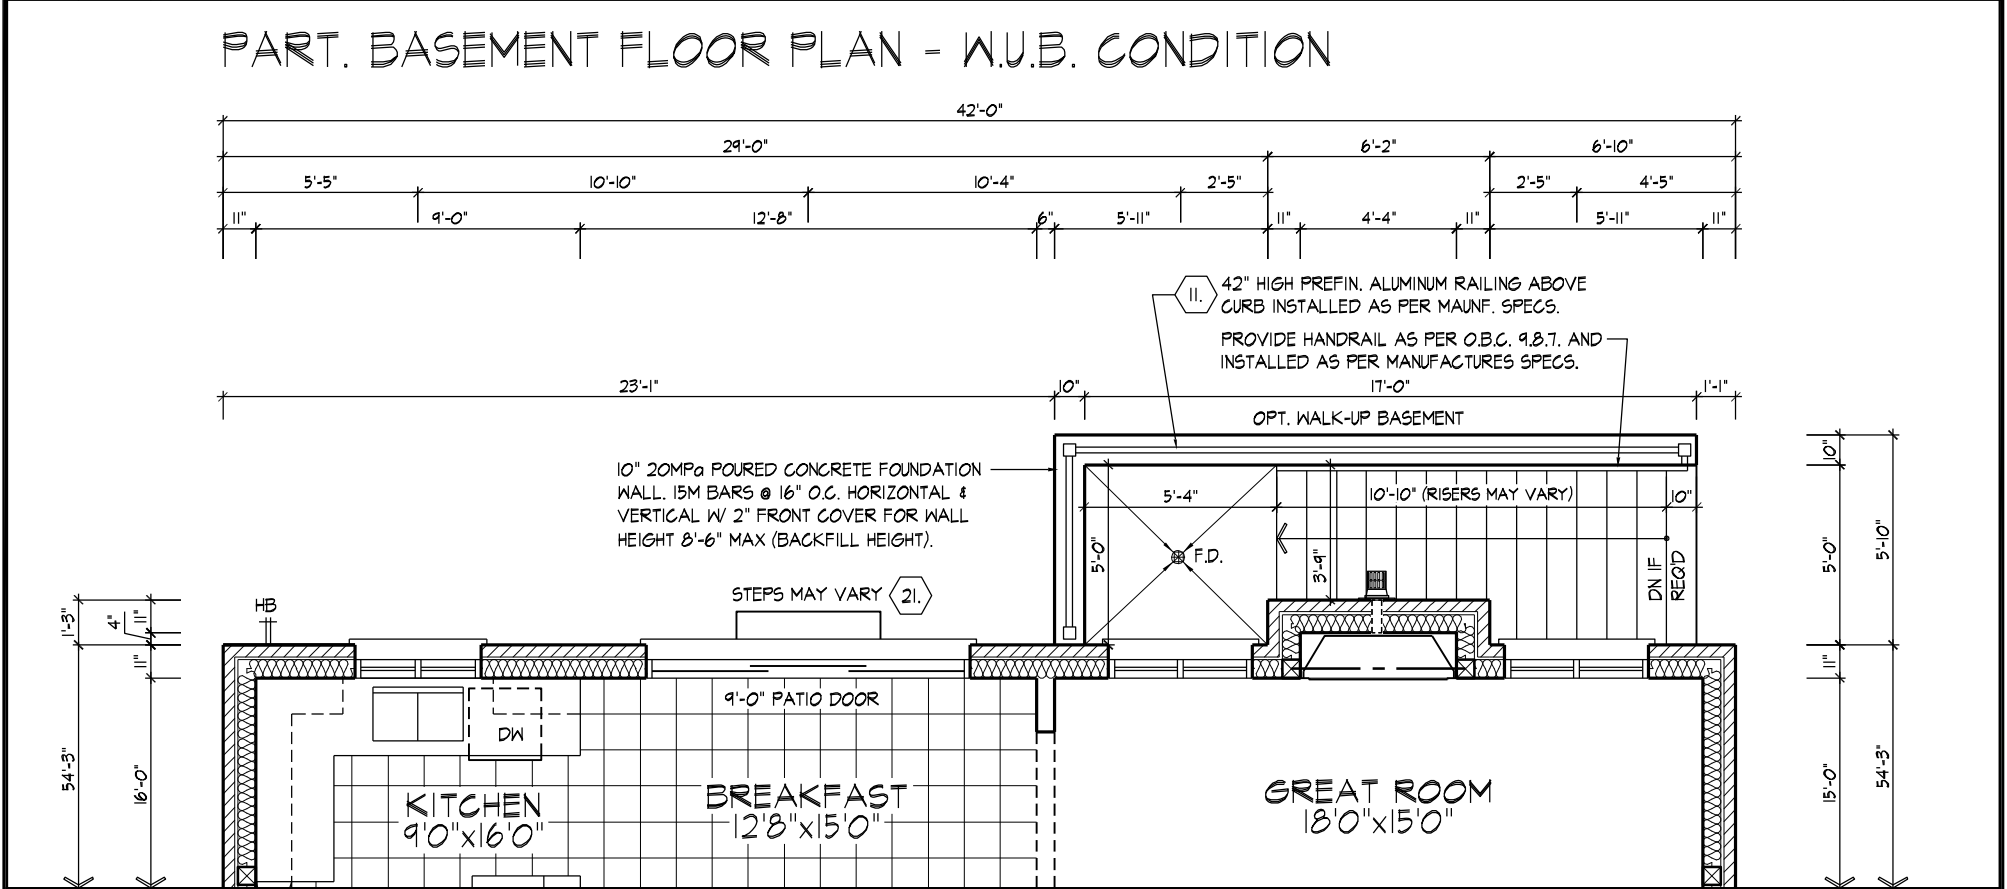 PART. BASEMENT FLOOR PLAN - W.U.B. CONDITION
42'-0"
29'-0" 6'-2" 6'-10"
5'-5" 10'-10" 10'-4" 2'-5" 2'-5" 4'-5"
11" 9'-0" 12'-8" 6" 5'-11" 11" 4'-4" 11" 5'-11" 11"
11. 42" HIGH PREFIN. ALUMINUM RAILING ABOVE
CURB INSTALLED AS PER MAUNF. SPECS.
PROVIDE HANDRAIL AS PER O.B.C. 9.8.7. AND
INSTALLED AS PER MANUFACTURES SPECS.
23'-1" 10" 17'-0" 1'-1"
OPT. WALK-UP BASEMENT
10" 20MPa POURED CONCRETE FOUNDATION
WALL. 15M BARS @ 16" O.C. HORIZONTAL &
VERTICAL W/ 2" FRONT COVER FOR WALL
HEIGHT 8'-6" MAX (BACKFILL HEIGHT).
5'-4" 10'-10" (RISERS MAY VARY) 10"
5'-0" F.D. 3'-9"
DN IF
REQ'D
10"
5'-0" 5'-10"
STEPS MAY VARY 21.
HB
1'-3" 4" 11"
11" 11"
9'-0" PATIO DOOR
DW
54'-3" 16'-0" 15'-0" 54'-3"
KITCHEN
9'0"x16'0"
BREAKFAST
12'8"x15'0"
GREAT ROOM
18'0"x15'0"